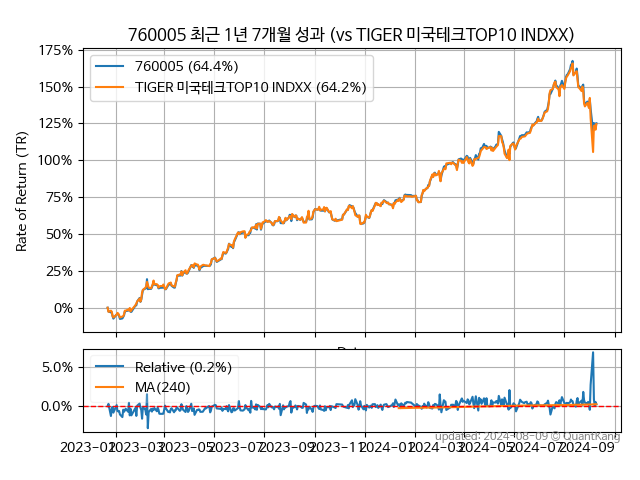 760005 최근 1년 7개월 성과 (vs TIGER 미국테크TOP10 INDXX)
175%
150%
125%
100%
75%
50%
25%
0%
Rate of Return (TR)
760005 (64.4%)
TIGER 미국테크TOP10 INDXX (64.2%)
5.0%
0.0%
Relative (0.2%)
MA(240)
2023-01 2023-03 2023-05 2023-07 2023-09 2023-11 2024-01 2024-03 2024-05 2024-07 2024-09
updated: 2024-08-09 © QuantKang